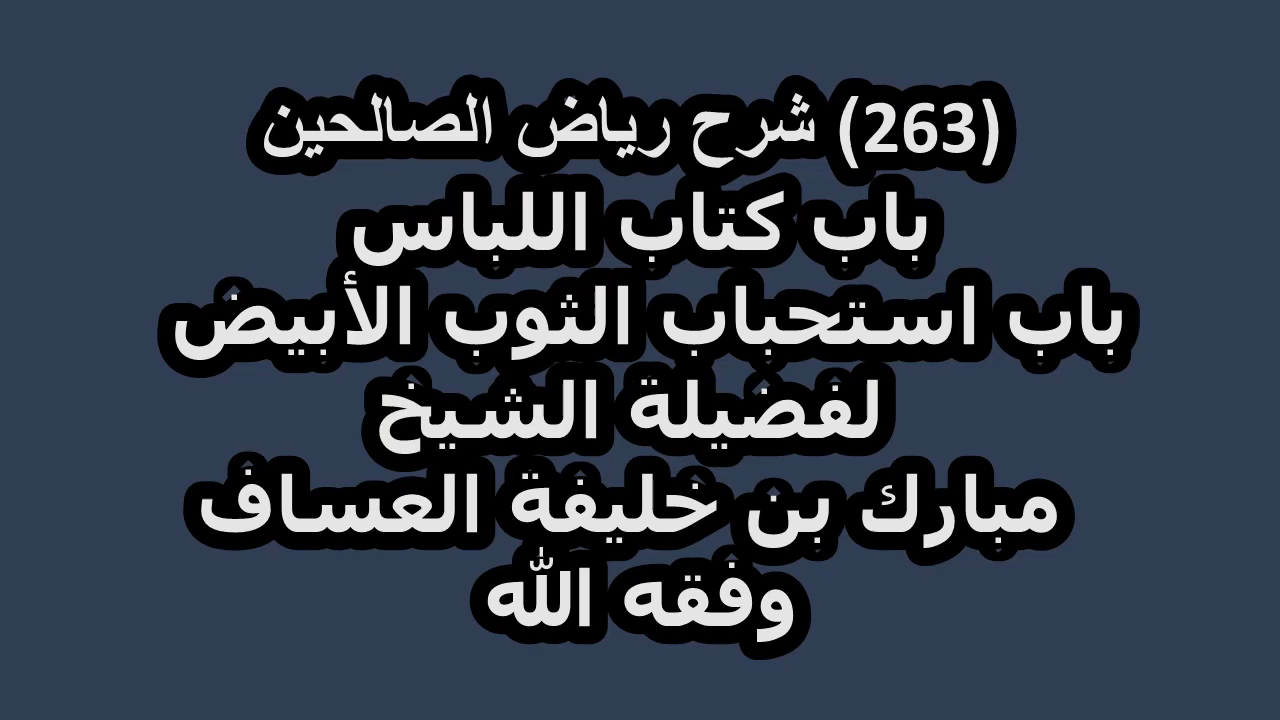 (263) شرح رياض الصالحين
باب كتاب اللباس
باب استحباب الثوب الأبيض
لفضيلة الشيخ
مبارك بن خليفة العساف
وفقه الله